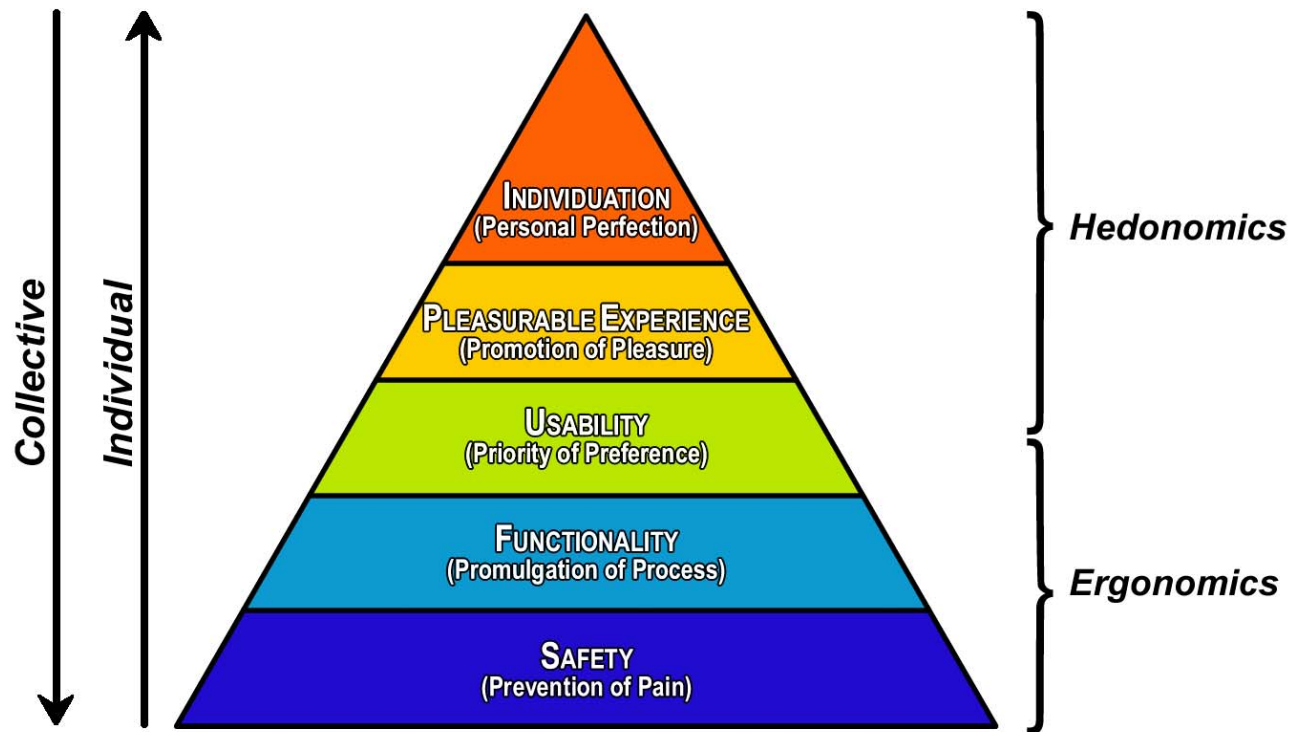 Collective
Individual
INDIVIDUATION
(Personal Perfection)
PLEASURABLE EXPERIENCE
(Promotion of Pleasure)
USABILITY
(Priority of Preference)
FUNCTIONALITY
(Promulgation of Process)
SAFETY
(Prevention of Pain)
Hedonomics
Ergonomics